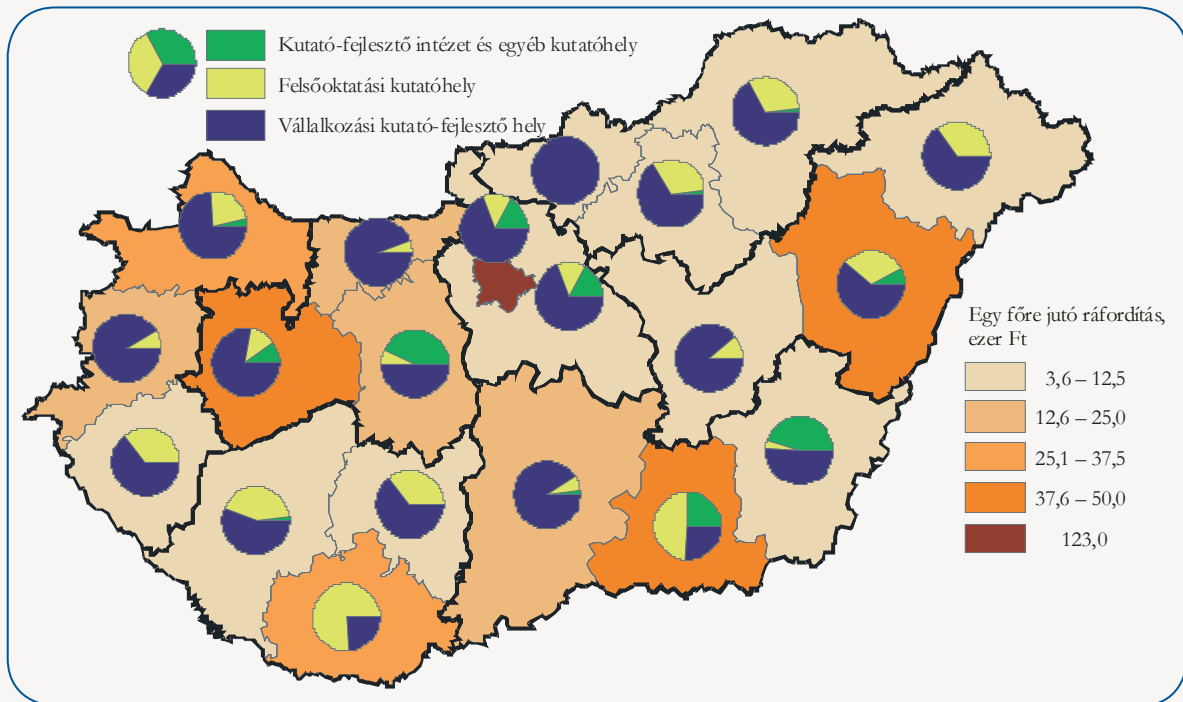 Kutató-fejlesztő intézet és egyéb kutatóhely
Felsőoktatási kutatóhely
Vállalkozási kutató-fejlesztő hely
Egy főre jutó ráfordítás,
ezer Ft
3,6 – 12,5
12,6 – 25,0
25,1 – 37,5
37,6 – 50,0
123,0